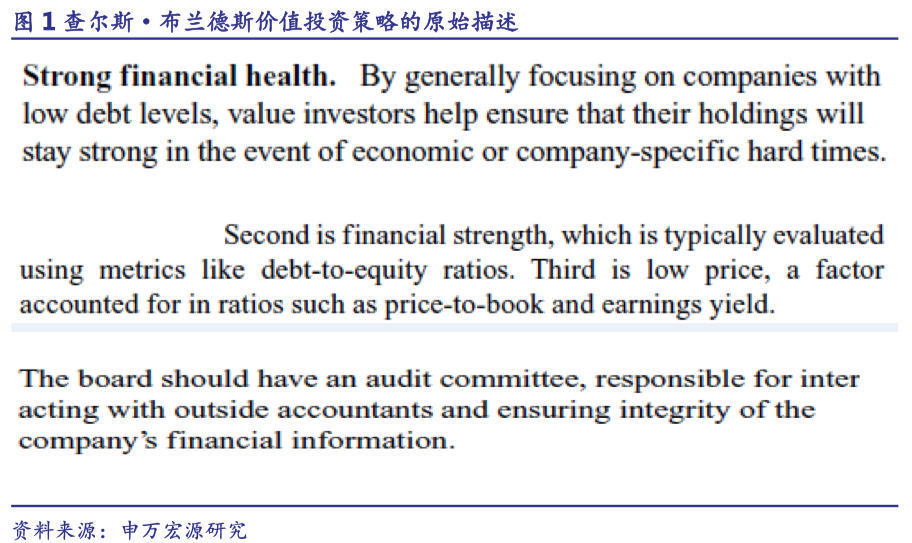 图 1 查尔斯·布兰德斯价值投资策略的原始描述
Strong financial health. By generally focusing on companies with
low debt levels, value investors help ensure that their holdings will
stay strong in the event of economic or company-specific hard times.
Second is financial strength, which is typically evaluated
using metrics like debt-to-equity ratios. Third is low price, a factor
accounted for in ratios such as price-to-book and earnings yield.
The board should have an audit committee, responsible for inter
acting with outside accountants and ensuring integrity of the
company's financial information.
资料来源：申万宏源研究